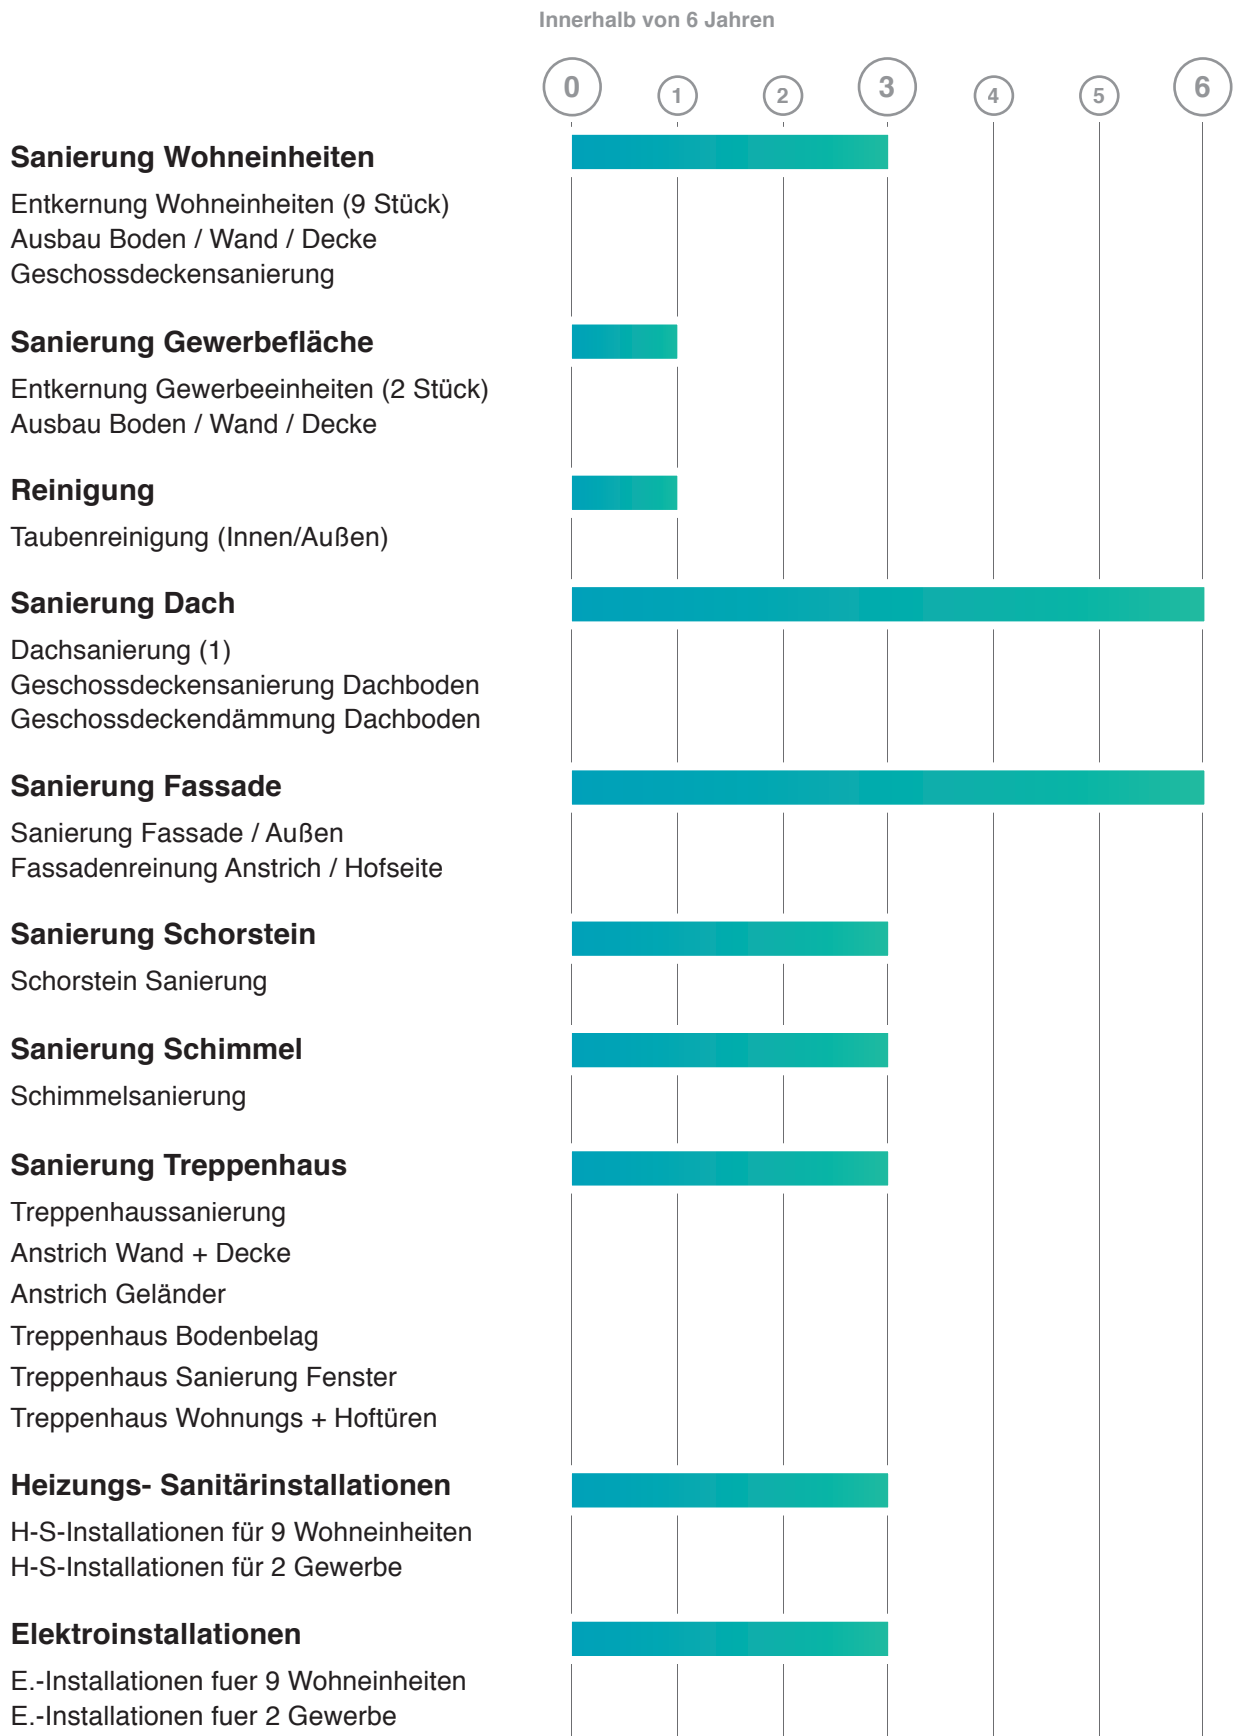 Innerhalb von 6 Jahren
0 1 2 3 4 5 6
Sanierung Wohneinheiten
Entkernung Wohneinheiten (9 Stück)
Ausbau Boden / Wand / Decke
Geschossdeckensanierung
Sanierung Gewerbefläche
Entkernung Gewerbeeinheiten (2 Stück)
Ausbau Boden / Wand / Decke
Reinigung
Taubenreinigung (Innen/Außen)
Sanierung Dach
Dachsanierung (1)
Geschossdeckensanierung Dachboden
Geschossdeckendämmung Dachboden
Sanierung Fassade
Sanierung Fassade / Außen
Fassadenreinung Anstrich / Hofseite
Sanierung Schorstein
Schorstein Sanierung
Sanierung Schimmel
Schimmelsanierung
Sanierung Treppenhaus
Treppenhaussanierung
Anstrich Wand + Decke
Anstrich Geländer
Treppenhaus Bodenbelag
Treppenhaus Sanierung Fenster
Treppenhaus Wohnungs + Hoftüren
Heizungs- Sanitärinstallationen
H-S-Installationen für 9 Wohneinheiten
H-S-Installationen für 2 Gewerbe
Elektroinstallationen
E.-Installationen fuer 9 Wohneinheiten
E.-Installationen fuer 2 Gewerbe